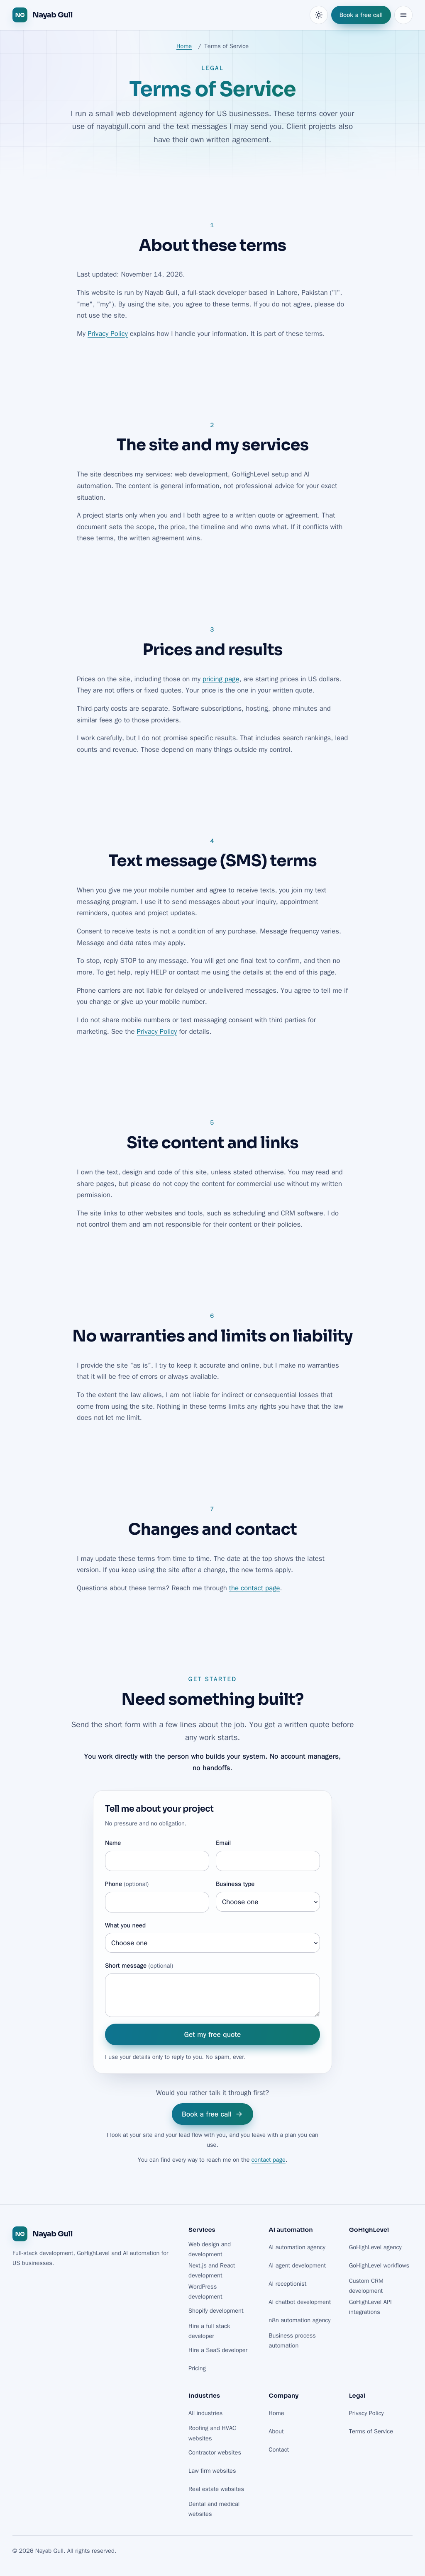 NG Nayab Gull
Book a free call
Home / Terms of Service
LEGAL
Terms of Service
I run a small web development agency for US businesses. These terms cover your
use of nayabgull.com and the text messages I may send you. Client projects also
have their own written agreement.
1
About these terms
Last updated: November 14, 2026.
This website is run by Nayab Gull, a full-stack developer based in Lahore, Pakistan ("I",
"me", "my"). By using the site, you agree to these terms. If you do not agree, please do
not use the site.
My Privacy Policy explains how I handle your information. It is part of these terms.
2
The site and my services
The site describes my services: web development, GoHighLevel setup and AI
automation. The content is general information, not professional advice for your exact
situation.
A project starts only when you and I both agree to a written quote or agreement. That
document sets the scope, the price, the timeline and who owns what. If it conflicts with
these terms, the written agreement wins.
3
Prices and results
Prices on the site, including those on my pricing page, are starting prices in US dollars.
They are not offers or fixed quotes. Your price is the one in your written quote.
Third-party costs are separate. Software subscriptions, hosting, phone minutes and
similar fees go to those providers.
I work carefully, but I do not promise specific results. That includes search rankings, lead
counts and revenue. Those depend on many things outside my control.
4
Text message (SMS) terms
When you give me your mobile number and agree to receive texts, you join my text
messaging program. I use it to send messages about your inquiry, appointment
reminders, quotes and project updates.
Consent to receive texts is not a condition of any purchase. Message frequency varies.
Message and data rates may apply.
To stop, reply STOP to any message. You will get one final text to confirm, and then no
more. To get help, reply HELP or contact me using the details at the end of this page.
Phone carriers are not liable for delayed or undelivered messages. You agree to tell me if
you change or give up your mobile number.
I do not share mobile numbers or text messaging consent with third parties for
marketing. See the Privacy Policy for details.
5
Site content and links
I own the text, design and code of this site, unless stated otherwise. You may read and
share pages, but please do not copy the content for commercial use without my written
permission.
The site links to other websites and tools, such as scheduling and CRM software. I do
not control them and am not responsible for their content or their policies.
6
No warranties and limits on liability
I provide the site "as is". I try to keep it accurate and online, but I make no warranties
that it will be free of errors or always available.
To the extent the law allows, I am not liable for indirect or consequential losses that
come from using the site. Nothing in these terms limits any rights you have that the law
does not let me limit.
7
Changes and contact
I may update these terms from time to time. The date at the top shows the latest
version. If you keep using the site after a change, the new terms apply.
Questions about these terms? Reach me through the contact page.
GET STARTED
Need something built?
Send the short form with a few lines about the job. You get a written quote before
any work starts.
You work directly with the person who builds your system. No account managers,
no handoffs.
Tell me about your project
No pressure and no obligation.
Name Email
Phone (optional) Business type
Choose one
What you need
Choose one
Short message (optional)
Get my free quote
I use your details only to reply to you. No spam, ever.
Would you rather talk it through first?
Book a free call →
I look at your site and your lead flow with you, and you leave with a plan you can
use.
You can find every way to reach me on the contact page.
NG Nayab Gull
Full-stack development, GoHighLevel and AI automation for
US businesses.
Services
Web design and
development
Next.js and React
development
WordPress
development
Shopify development
Hire a full stack
developer
Hire a SaaS developer
Pricing
AI automation
AI automation agency
AI agent development
AI receptionist
AI chatbot development
n8n automation agency
Business process
automation
GoHighLevel
GoHighLevel agency
GoHighLevel workflows
Custom CRM
development
GoHighLevel API
integrations
Industries
All industries
Roofing and HVAC
websites
Contractor websites
Law firm websites
Real estate websites
Dental and medical
websites
Company
Home
About
Contact
Legal
Privacy Policy
Terms of Service
© 2026 Nayab Gull. All rights reserved.